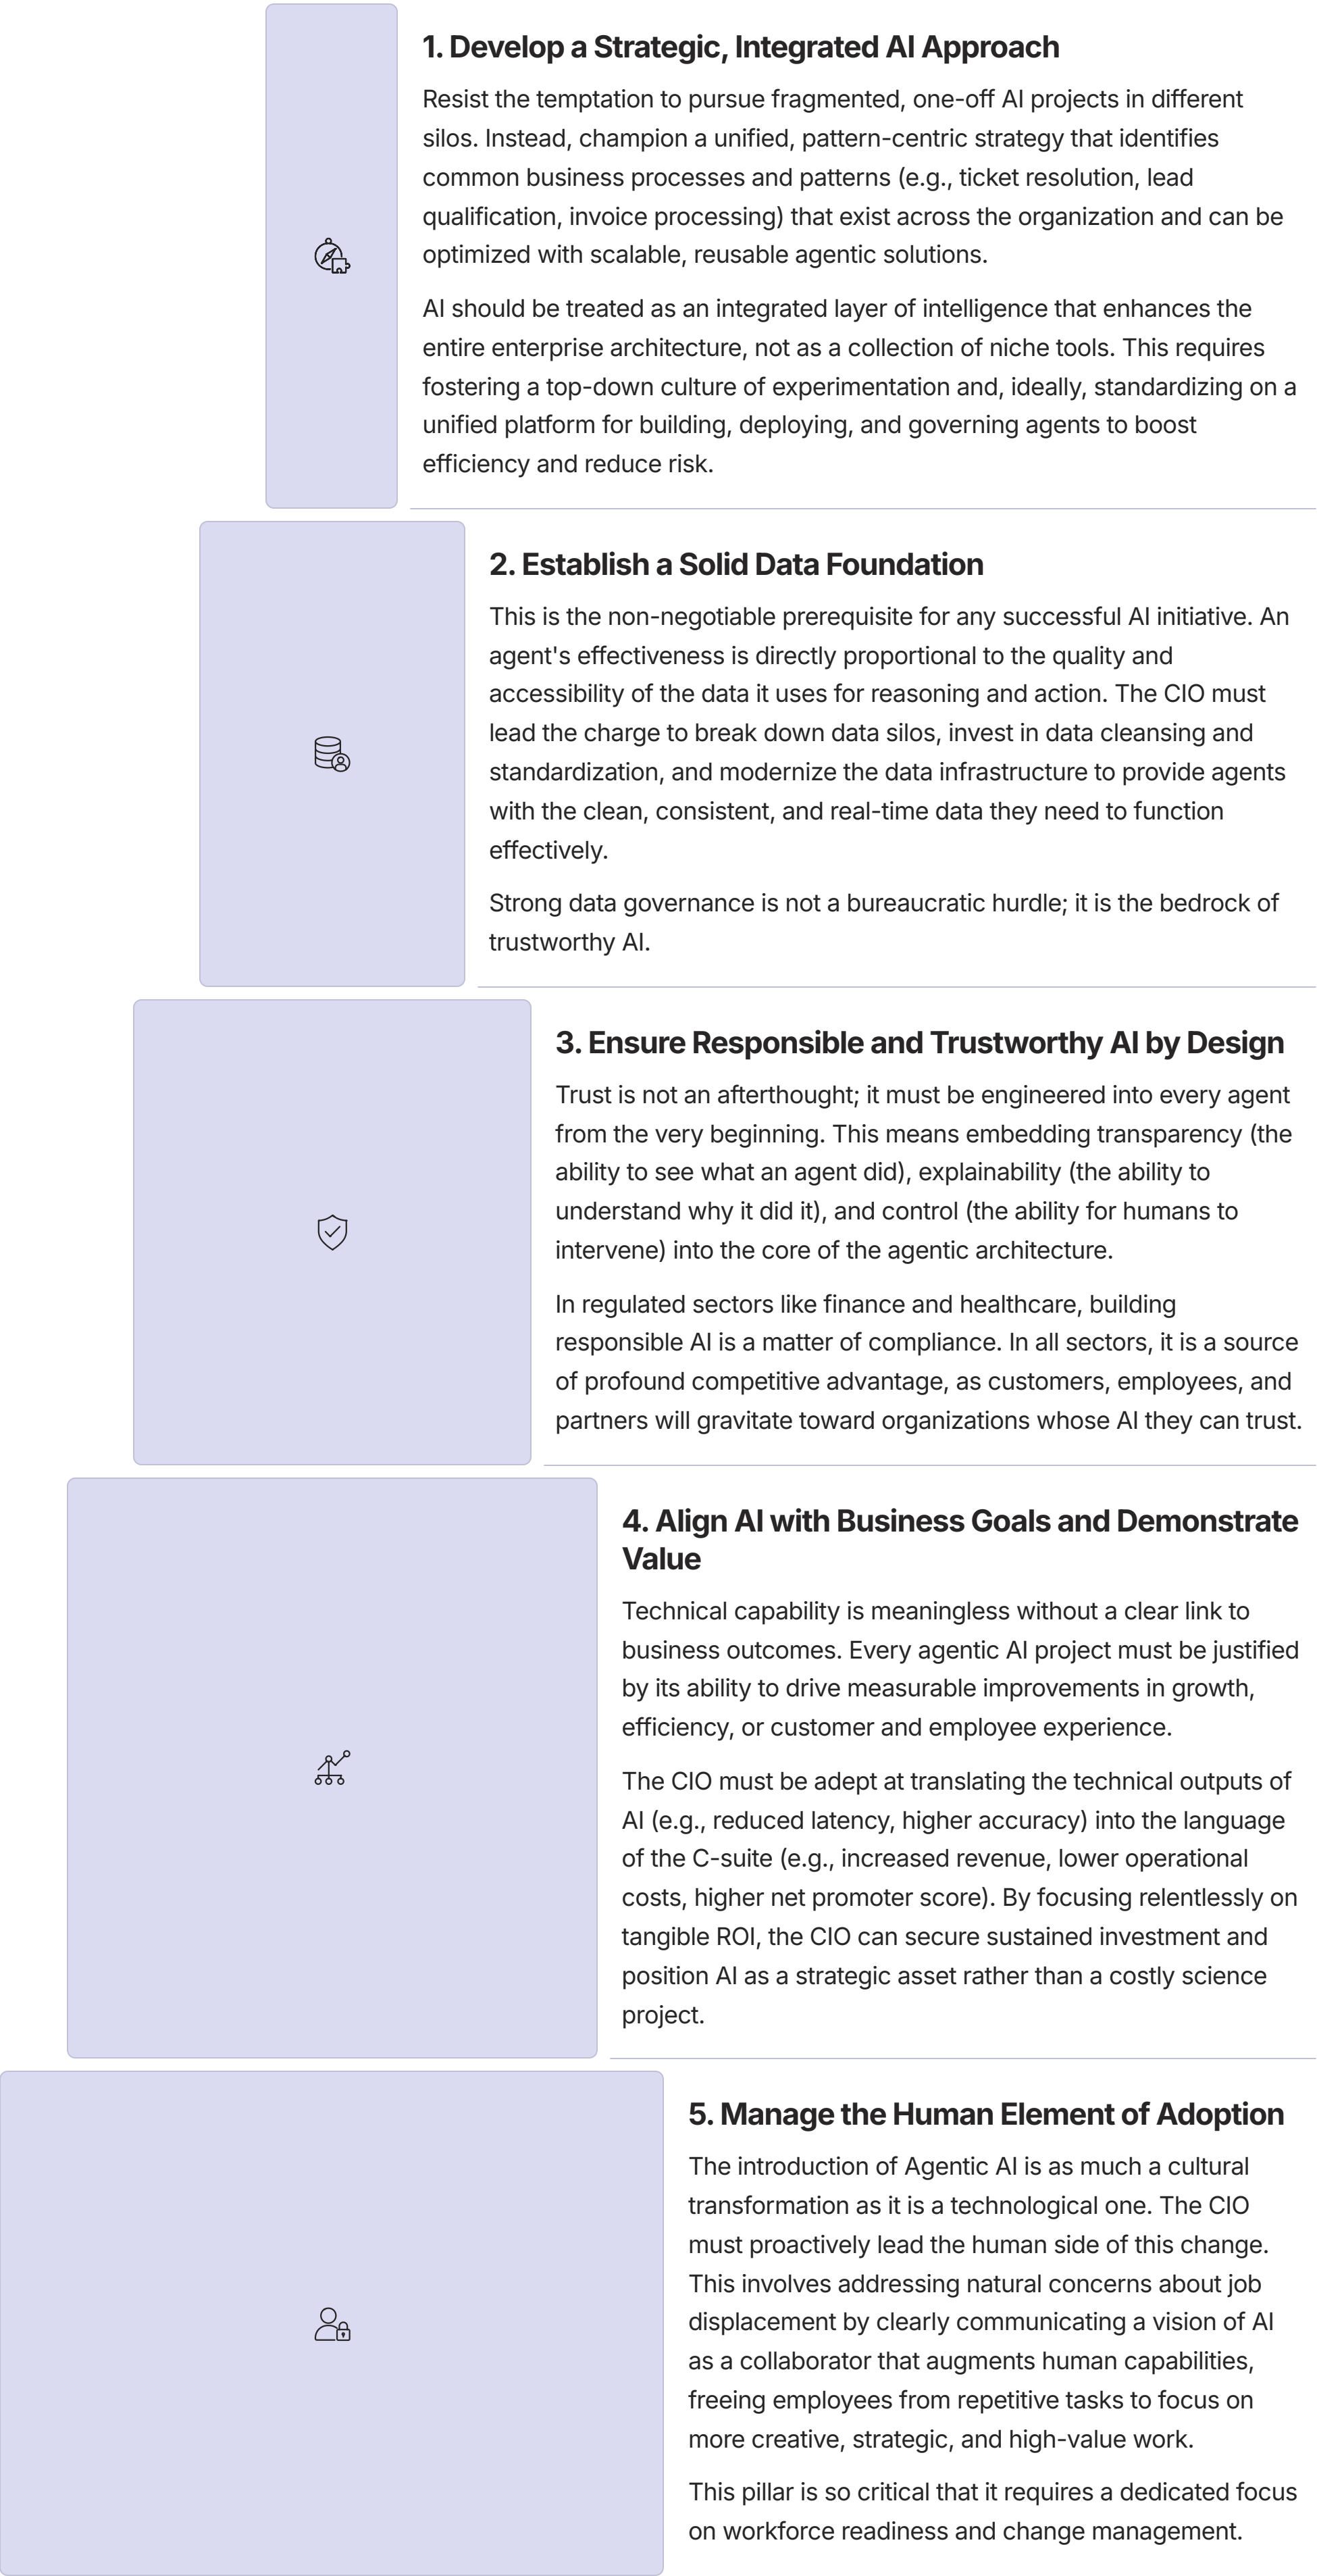 1. Develop a Strategic, Integrated AI Approach
Resist the temptation to pursue fragmented, one-off AI projects in different
silos. Instead, champion a unified, pattern-centric strategy that identifies
common business processes and patterns (e.g., ticket resolution, lead
qualification, invoice processing) that exist across the organization and can be
optimized with scalable, reusable agentic solutions.
AI should be treated as an integrated layer of intelligence that enhances the
entire enterprise architecture, not as a collection of niche tools. This requires
fostering a top-down culture of experimentation and, ideally, standardizing on a
unified platform for building, deploying, and governing agents to boost
efficiency and reduce risk.
2. Establish a Solid Data Foundation
This is the non-negotiable prerequisite for any successful AI initiative. An
agent's effectiveness is directly proportional to the quality and
accessibility of the data it uses for reasoning and action. The CIO must
lead the charge to break down data silos, invest in data cleansing and
standardization, and modernize the data infrastructure to provide agents
with the clean, consistent, and real-time data they need to function
effectively.
Strong data governance is not a bureaucratic hurdle; it is the bedrock of
trustworthy AI.
3. Ensure Responsible and Trustworthy AI by Design
Trust is not an afterthought; it must be engineered into every agent
from the very beginning. This means embedding transparency (the
ability to see what an agent did), explainability (the ability to
understand why it did it), and control (the ability for humans to
intervene) into the core of the agentic architecture.
In regulated sectors like finance and healthcare, building
responsible AI is a matter of compliance. In all sectors, it is a source
of profound competitive advantage, as customers, employees, and
partners will gravitate toward organizations whose AI they can trust.
4. Align AI with Business Goals and Demonstrate
Value
Technical capability is meaningless without a clear link to
business outcomes. Every agentic AI project must be justified
by its ability to drive measurable improvements in growth,
efficiency, or customer and employee experience.
The CIO must be adept at translating the technical outputs of
AI (e.g., reduced latency, higher accuracy) into the language
of the C-suite (e.g., increased revenue, lower operational
costs, higher net promoter score). By focusing relentlessly on
tangible ROI, the CIO can secure sustained investment and
position AI as a strategic asset rather than a costly science
project.
5. Manage the Human Element of Adoption
The introduction of Agentic AI is as much a cultural
transformation as it is a technological one. The CIO
must proactively lead the human side of this change.
This involves addressing natural concerns about job
displacement by clearly communicating a vision of AI
as a collaborator that augments human capabilities,
freeing employees from repetitive tasks to focus on
more creative, strategic, and high-value work.
This pillar is so critical that it requires a dedicated focus
on workforce readiness and change management.